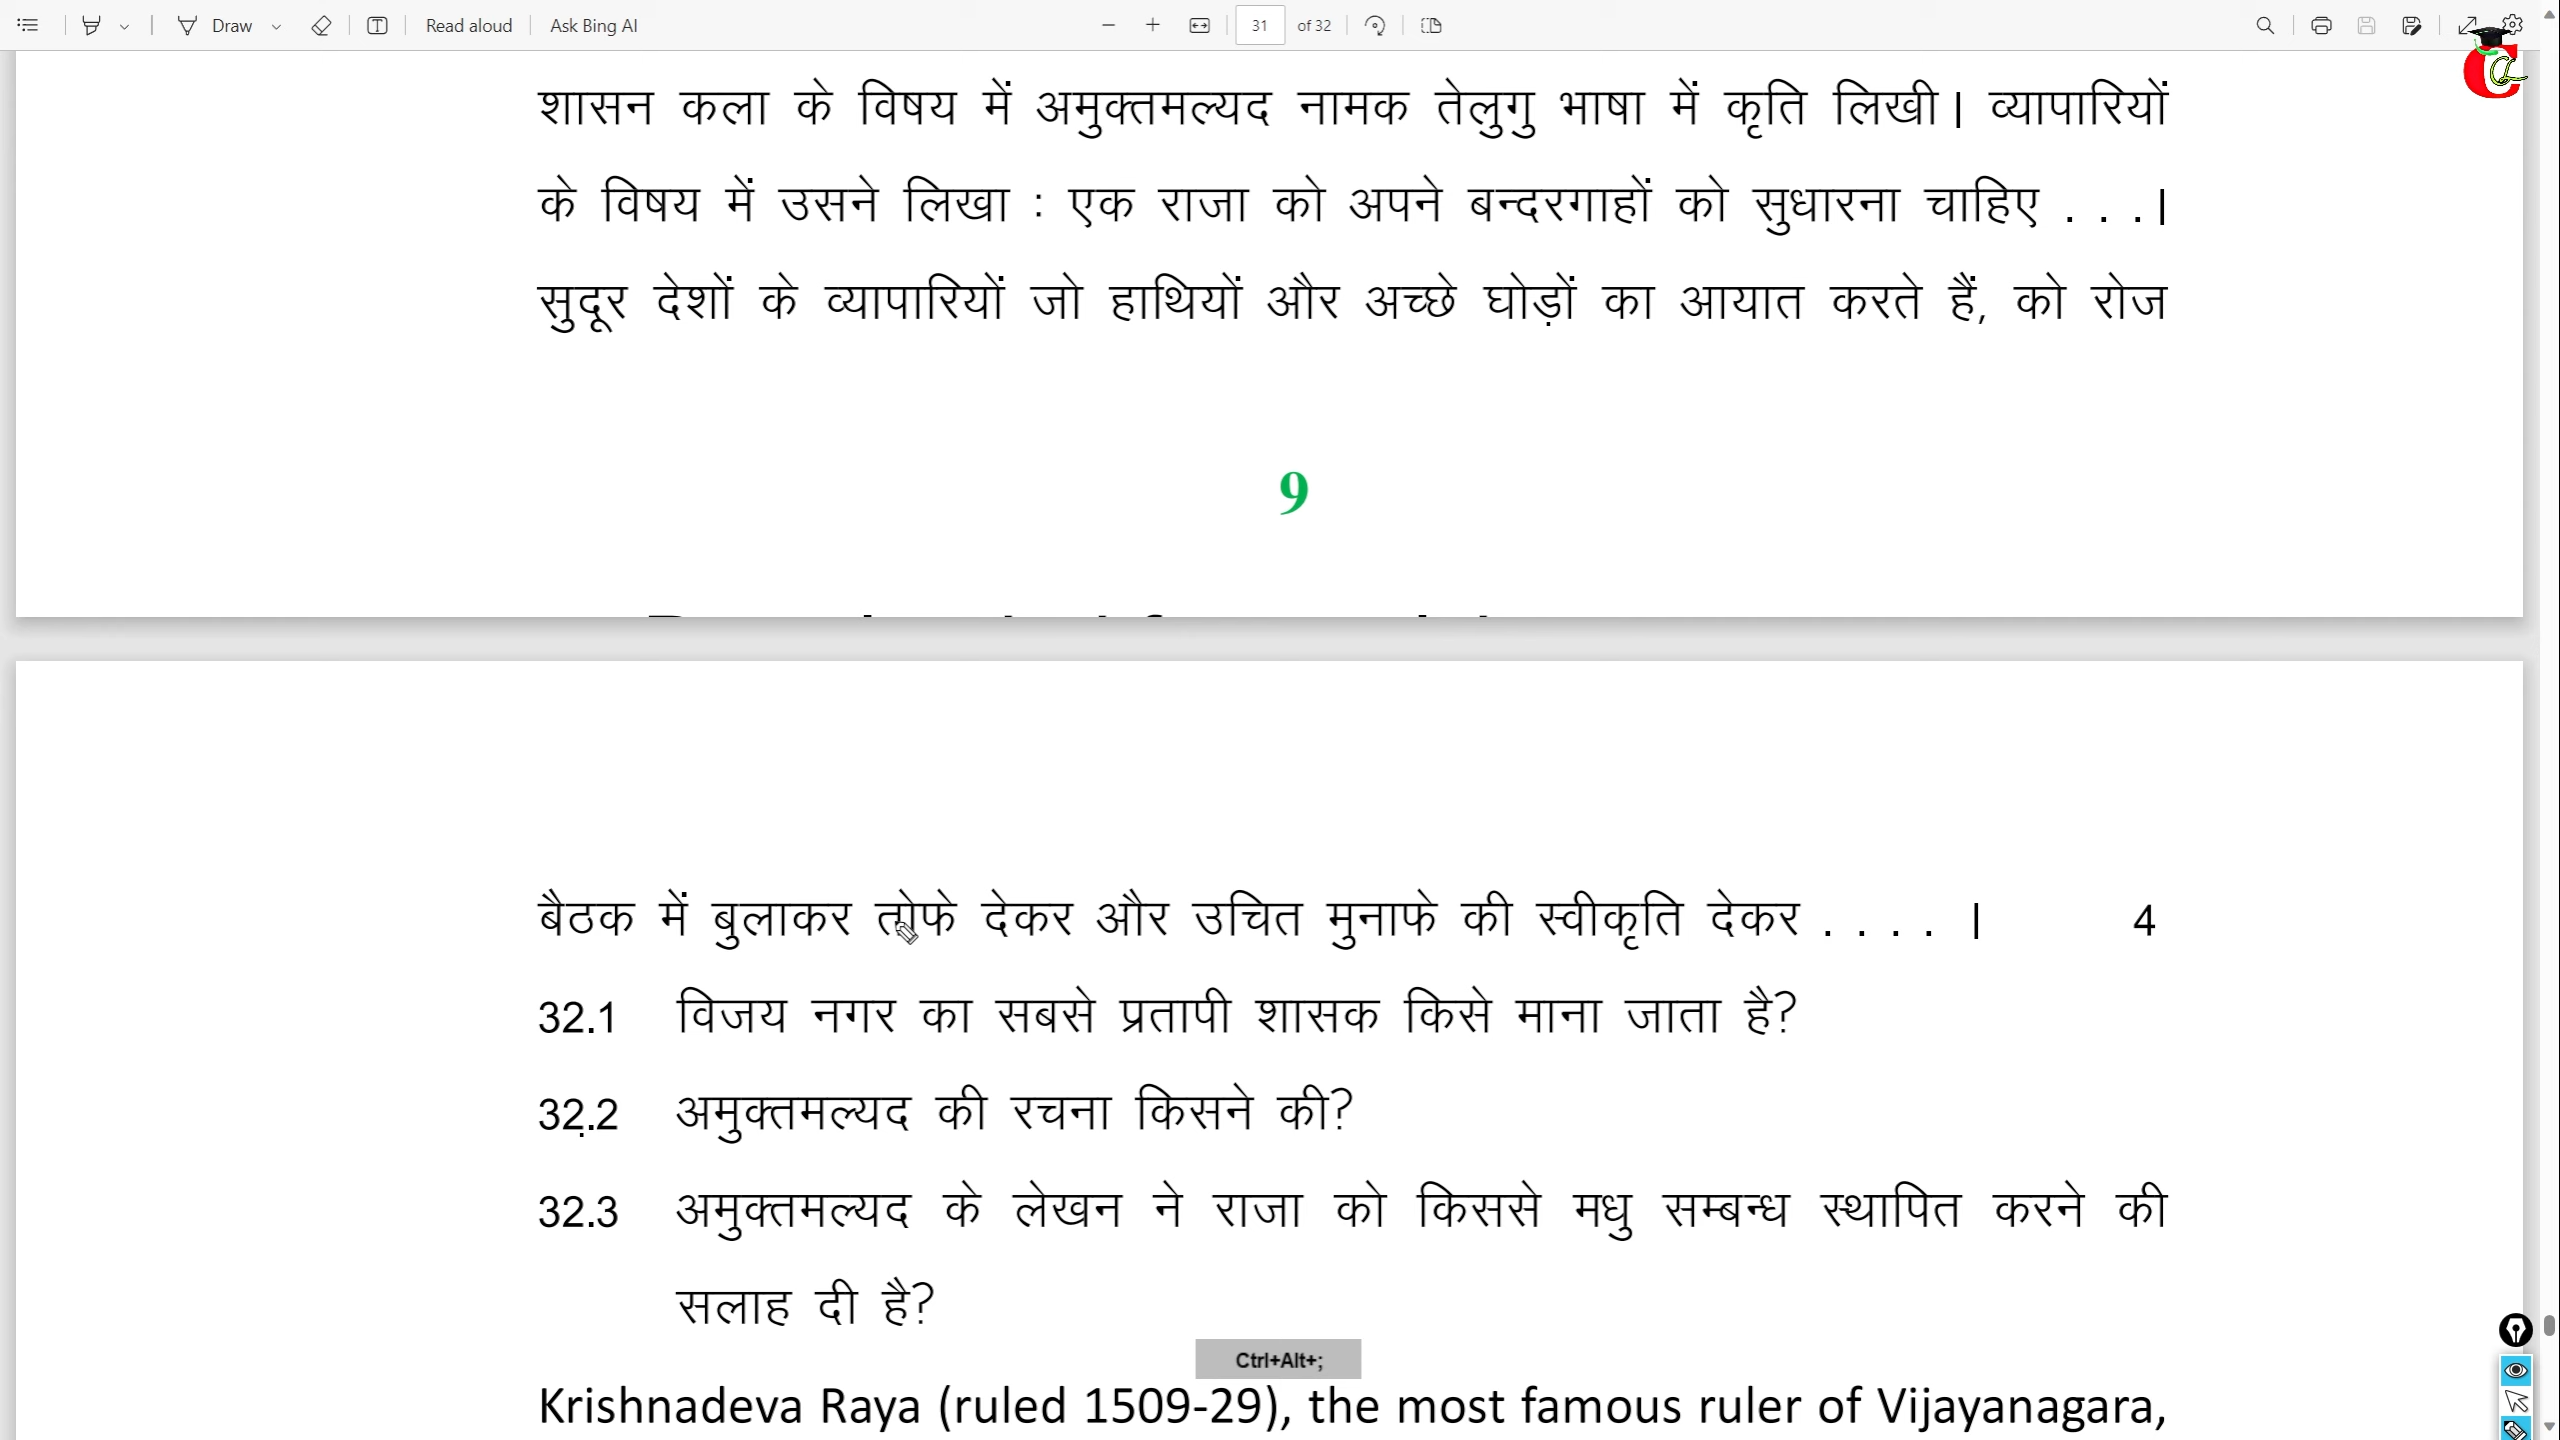 Draw
Read aloud
Ask Bing AI
31 of 32
शासन कला के विषय में अमुक्तमल्यद नामक तेलुगु भाषा में कृति लिखी। व्यापारियों
के विषय में उसने लिखा : एक राजा को अपने बन्दरगाहों को सुधारना चाहिए . . .।
सुदूर देशों के व्यापारियों जो हाथियों और अच्छे घोड़ों का आयात करते हैं, को रोज
9
बैठक में बुलाकर तोफे देकर और उचित मुनाफे की स्वीकृति देकर . . . . । 4
32.1 विजय नगर का सबसे प्रतापी शासक किसे माना जाता है?
32.2 अमुक्तमल्यद की रचना किसने की?
32.3 अमुक्तमल्यद के लेखन ने राजा को किससे मधु सम्बन्ध स्थापित करने की
सलाह दी है?
Ctrl+Alt+;
Krishnadeva Raya (ruled 1509-29), the most famous ruler of Vijayanagara,